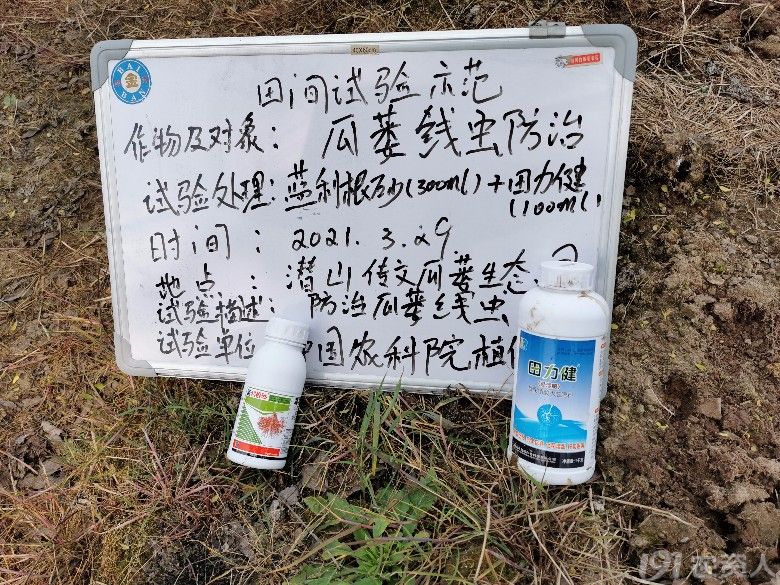 BAI
金
BAN
田间试验示范
作物及对象：瓜蒌线虫防治
试验处理：蓝利根砂(300ml)+田力健
(100ml)
时间：2021.3.29
地点：潜山传文瓜蒌生态
试验描述：防治瓜蒌线虫
试验单位 中国农科院植
田力健
191农资人